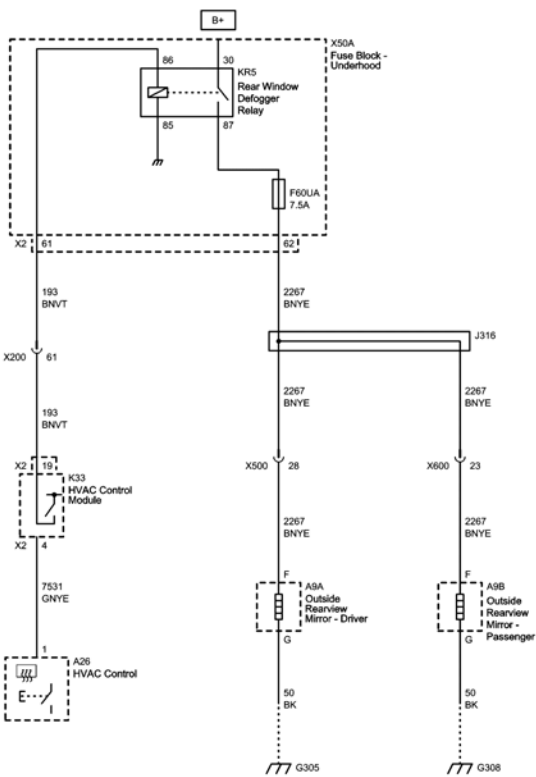 B+
X50A
Fuse Block -
Underhood
86
30
KR5
Rear Window
Defogger
Relay
85
87
F60UA
7.5A
X2
61
62
193
BNVT
2267
BNYE
J316
X200
61
2267
BNYE
2267
BNYE
193
BNVT
X2
19
X500
28
X600
23
K33
HVAC Control
Module
2267
BNYE
2267
BNYE
X2
4
F
F
7531
GNYE
A9A
Outside
Rearview
Mirror - Driver
A9B
Outside
Rearview
Mirror -
Passenger
G
G
1
A26
HVAC Control
E
50
BK
50
BK
G305
G308